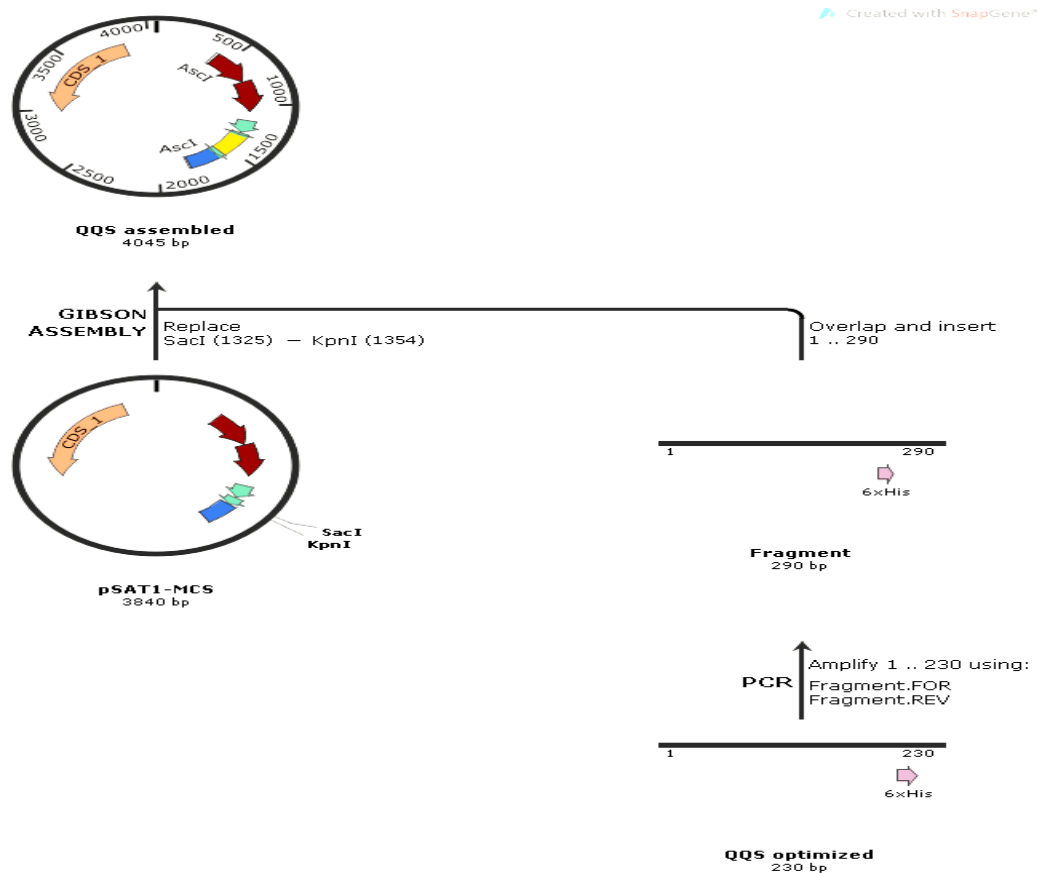 Created with SnapGene®
4000
500
1000
1500
2000
2500
3000
3500
CDS_1
AscI
AscI
QQS assembled
4045 bp
GIBSON
ASSEMBLY
Replace
SacI (1325) – KpnI (1354)
Overlap and insert
1 .. 290
CDS_1
SacI
KpnI
pSAT1-MCS
3840 bp
1
290
6xHis
Fragment
290 bp
PCR
Amplify 1 .. 230 using:
Fragment.FOR
Fragment.REV
1
230
6xHis
QQS optimized
230 bp